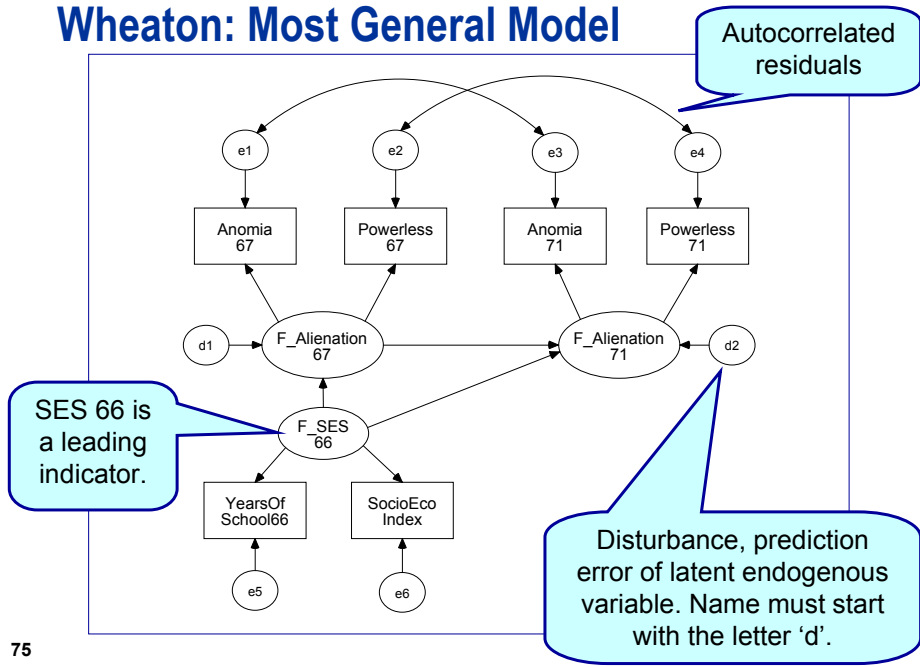 Wheaton: Most General Model
Autocorrelated
residuals
e1
e2
e3
e4
Anomia
67
Powerless
67
Anomia
71
Powerless
71
d1
F_Alienation
67
F_Alienation
71
d2
SES 66 is
a leading
indicator.
F_SES
66
YearsOf
School66
SocioEco
Index
e5
e6
Disturbance, prediction
error of latent endogenous
variable. Name must start
with the letter ‘d’.
75